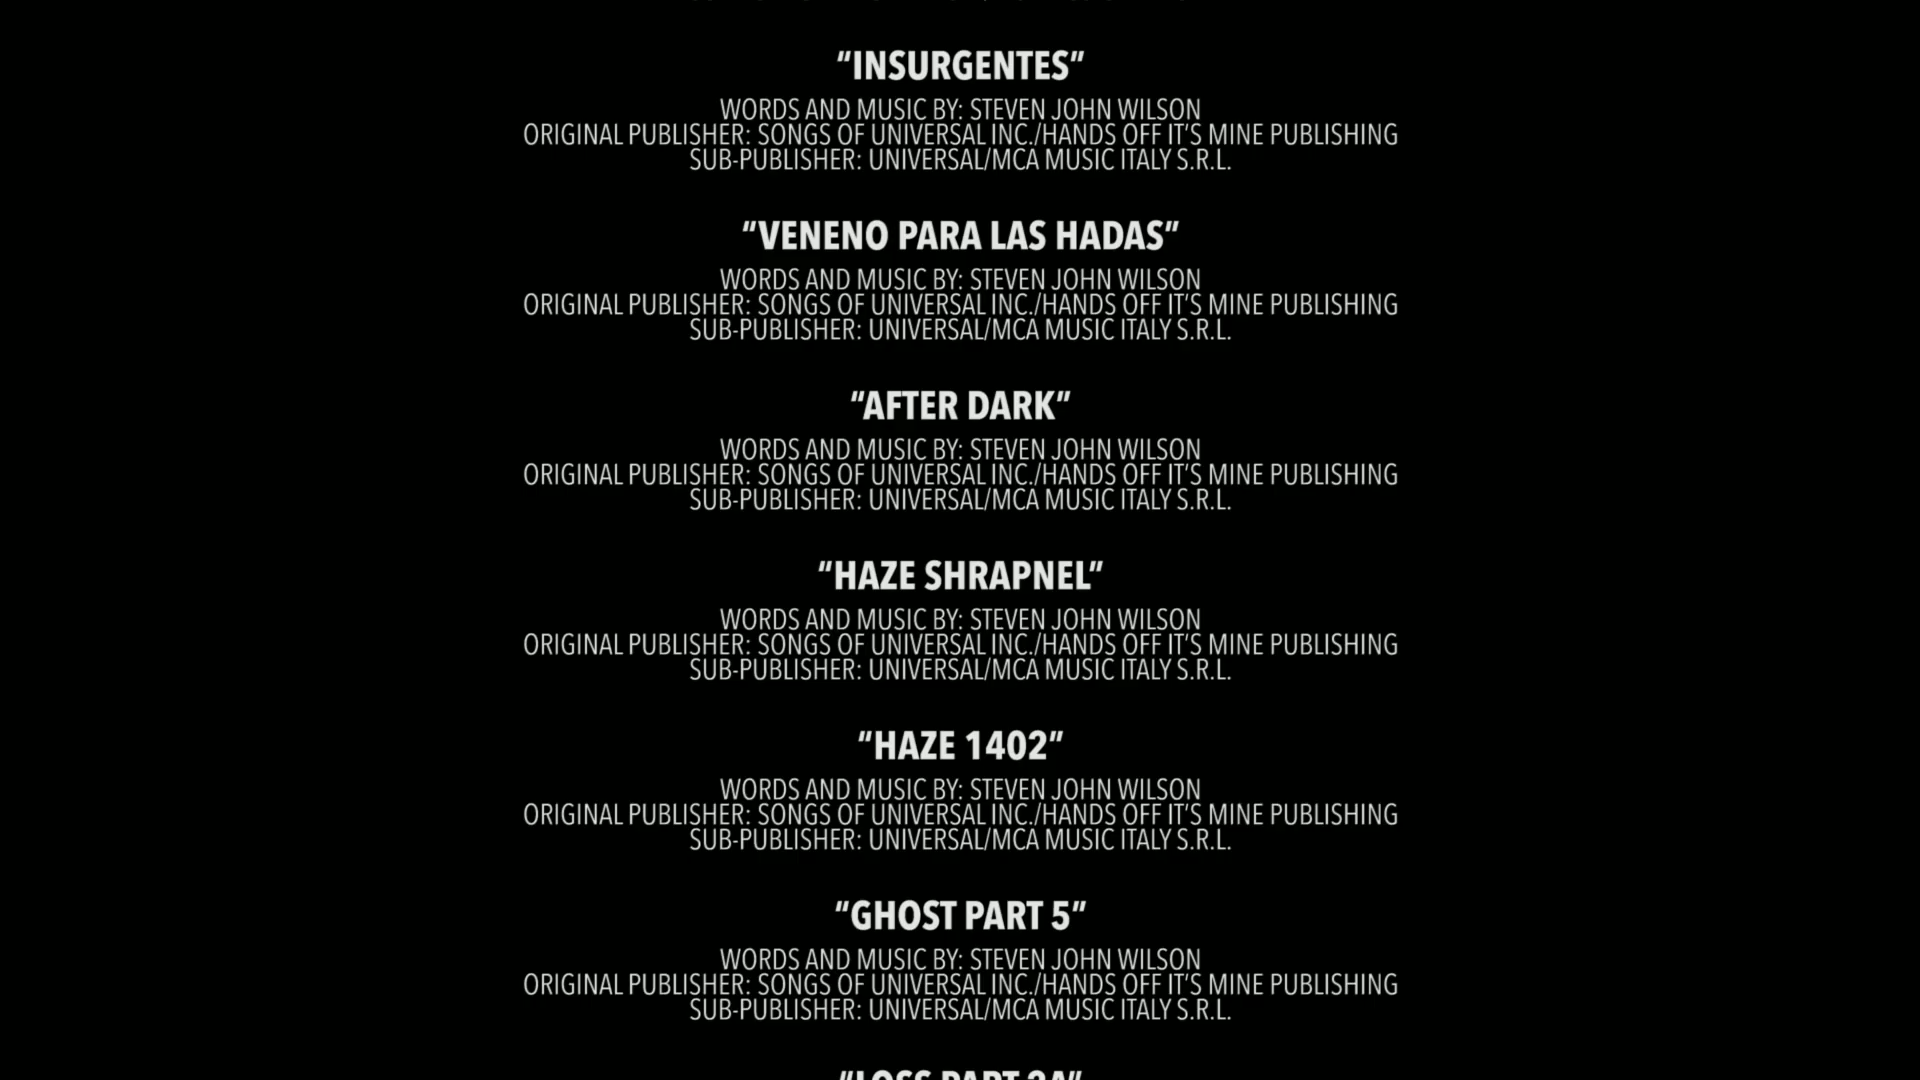 “INSURGENTES”
WORDS AND MUSIC BY: STEVEN JOHN WILSON
ORIGINAL PUBLISHER: SONGS OF UNIVERSAL INC./HANDS OFF IT’S MINE PUBLISHING
SUB-PUBLISHER: UNIVERSAL/MCA MUSIC ITALY S.R.L.
“VENENO PARA LAS HADAS”
WORDS AND MUSIC BY: STEVEN JOHN WILSON
ORIGINAL PUBLISHER: SONGS OF UNIVERSAL INC./HANDS OFF IT’S MINE PUBLISHING
SUB-PUBLISHER: UNIVERSAL/MCA MUSIC ITALY S.R.L.
“AFTER DARK”
WORDS AND MUSIC BY: STEVEN JOHN WILSON
ORIGINAL PUBLISHER: SONGS OF UNIVERSAL INC./HANDS OFF IT’S MINE PUBLISHING
SUB-PUBLISHER: UNIVERSAL/MCA MUSIC ITALY S.R.L.
“HAZE SHRAPNEL”
WORDS AND MUSIC BY: STEVEN JOHN WILSON
ORIGINAL PUBLISHER: SONGS OF UNIVERSAL INC./HANDS OFF IT’S MINE PUBLISHING
SUB-PUBLISHER: UNIVERSAL/MCA MUSIC ITALY S.R.L.
“HAZE 1402”
WORDS AND MUSIC BY: STEVEN JOHN WILSON
ORIGINAL PUBLISHER: SONGS OF UNIVERSAL INC./HANDS OFF IT’S MINE PUBLISHING
SUB-PUBLISHER: UNIVERSAL/MCA MUSIC ITALY S.R.L.
“GHOST PART 5”
WORDS AND MUSIC BY: STEVEN JOHN WILSON
ORIGINAL PUBLISHER: SONGS OF UNIVERSAL INC./HANDS OFF IT’S MINE PUBLISHING
SUB-PUBLISHER: UNIVERSAL/MCA MUSIC ITALY S.R.L.
“LOSS PART